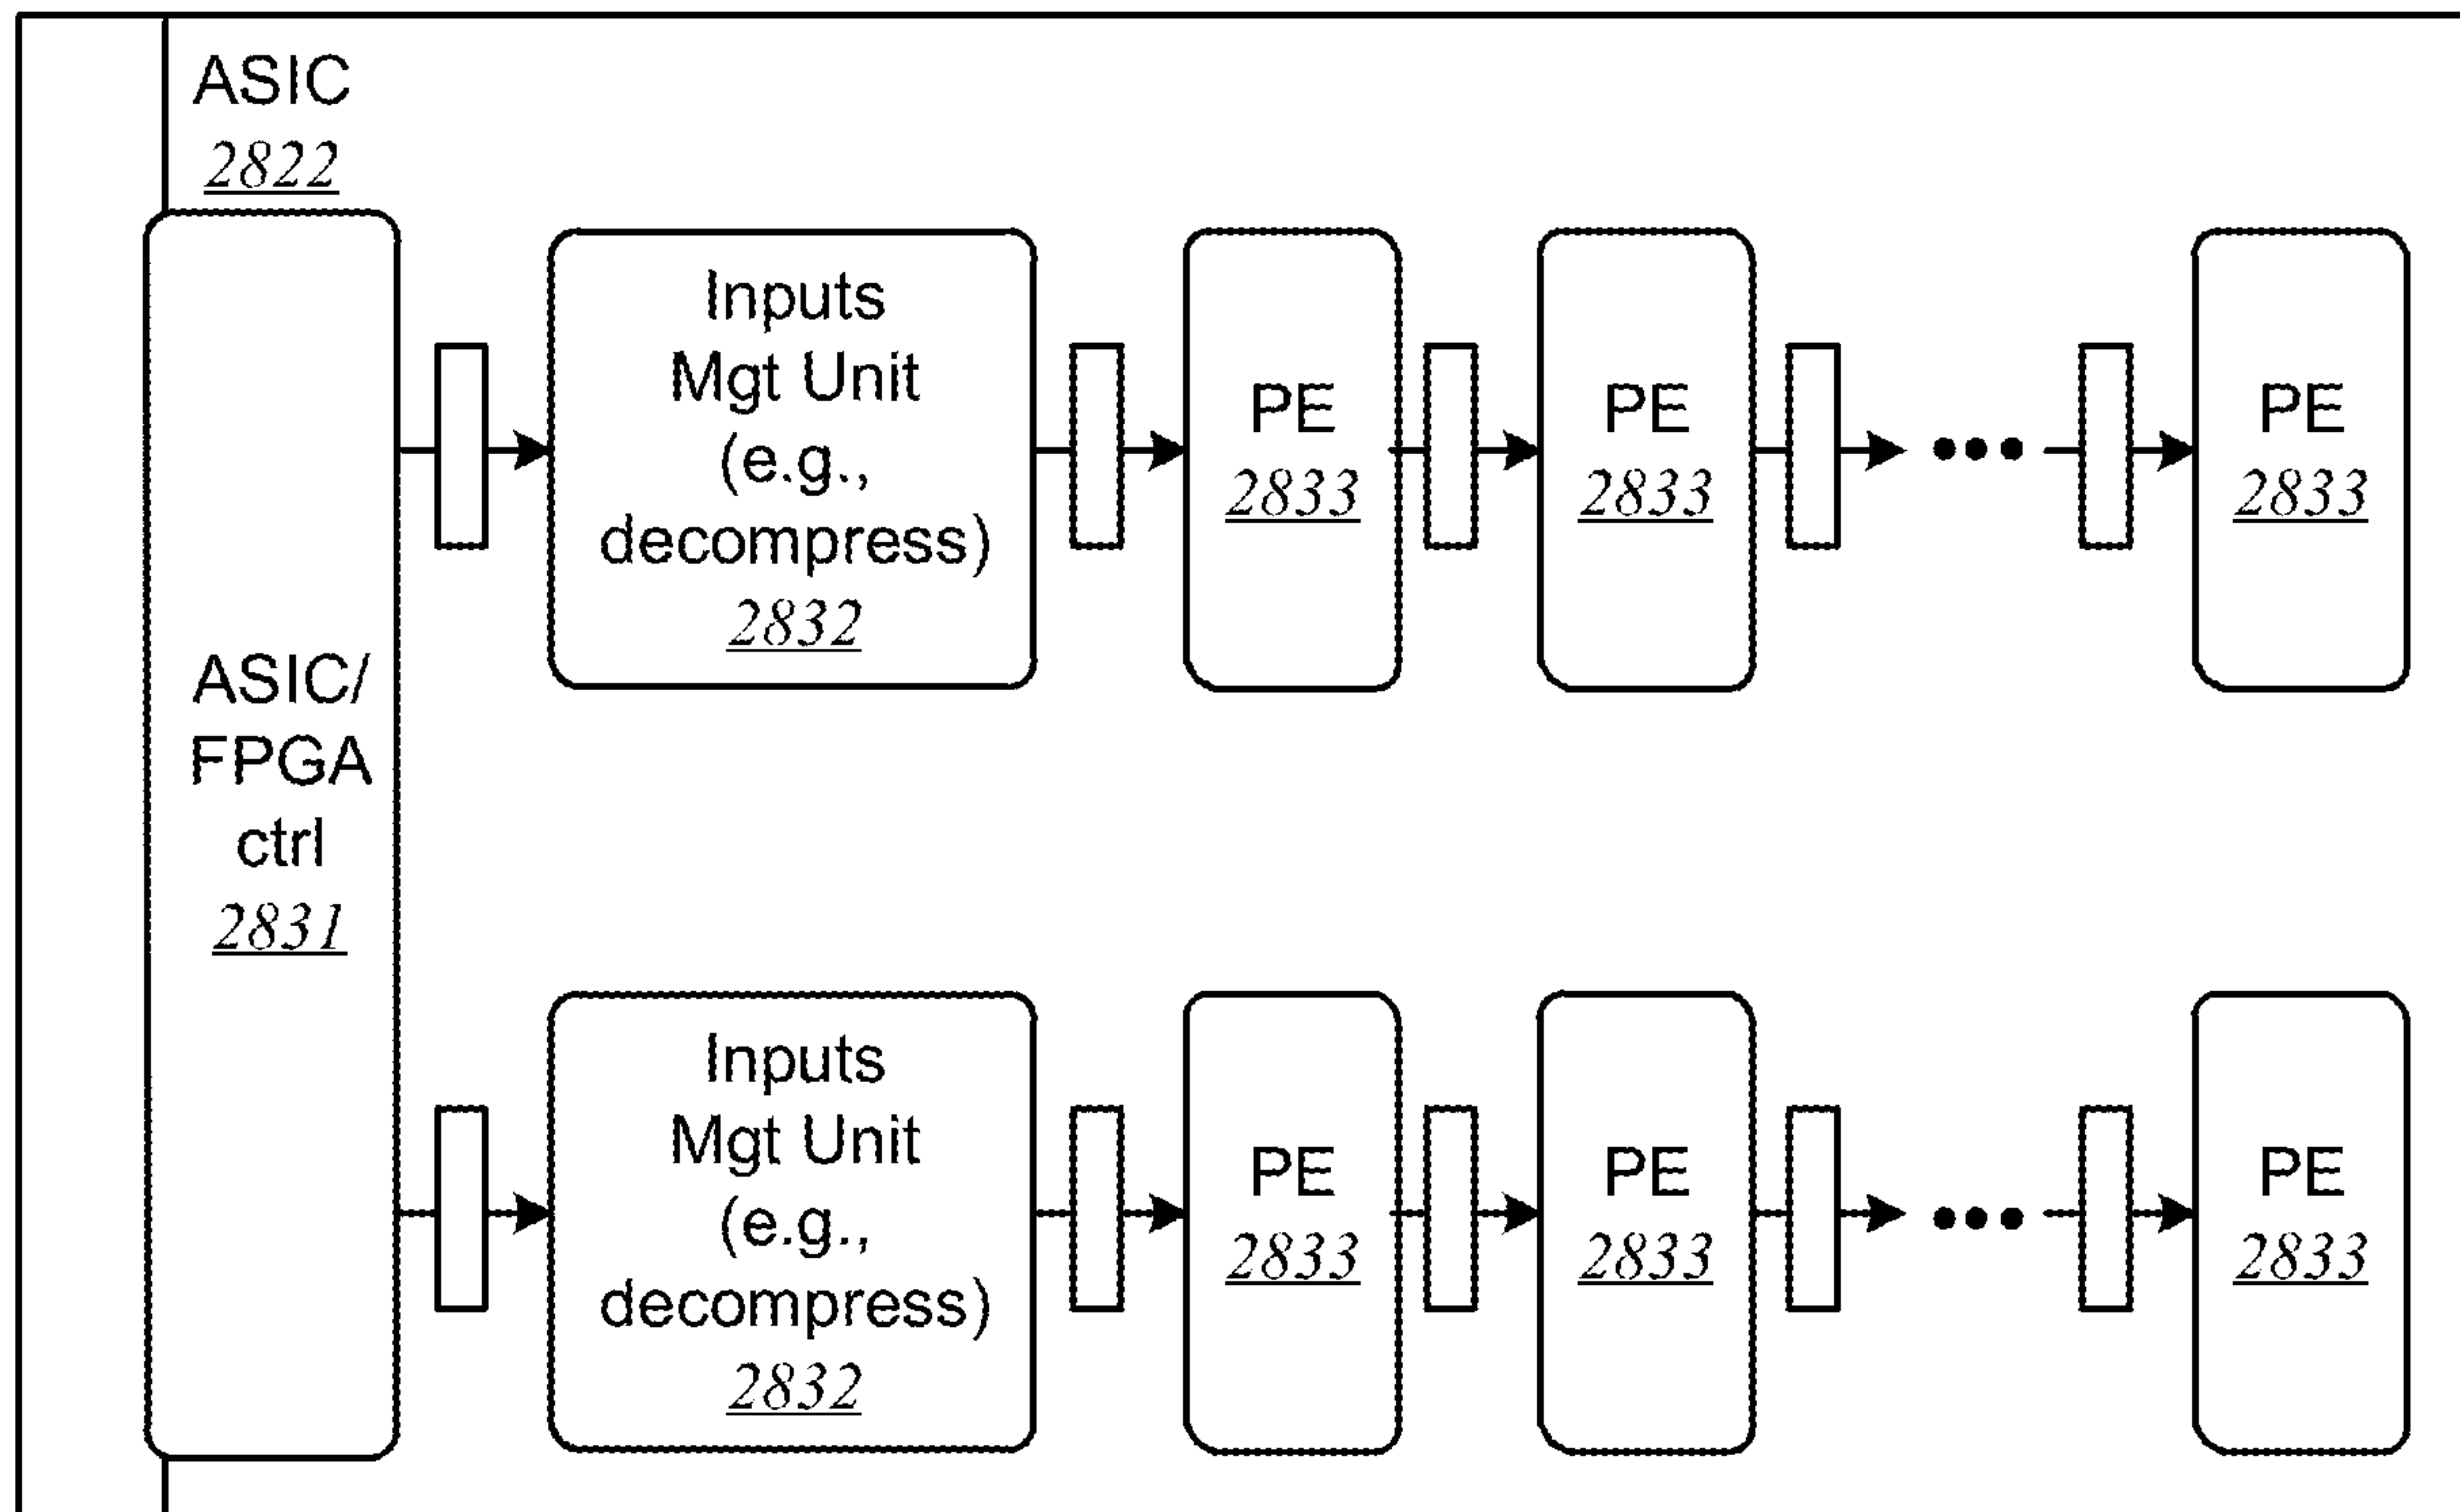 ASIC
2822
ASIC/
FPGA
ctrl
2831
Inputs
Mgt Unit
(e.g.,
decompress)
2832
PE
2833
PE
2833
PE
2833
Inputs
Mgt Unit
(e.g.,
decompress)
2832
PE
2833
PE
2833
PE
2833